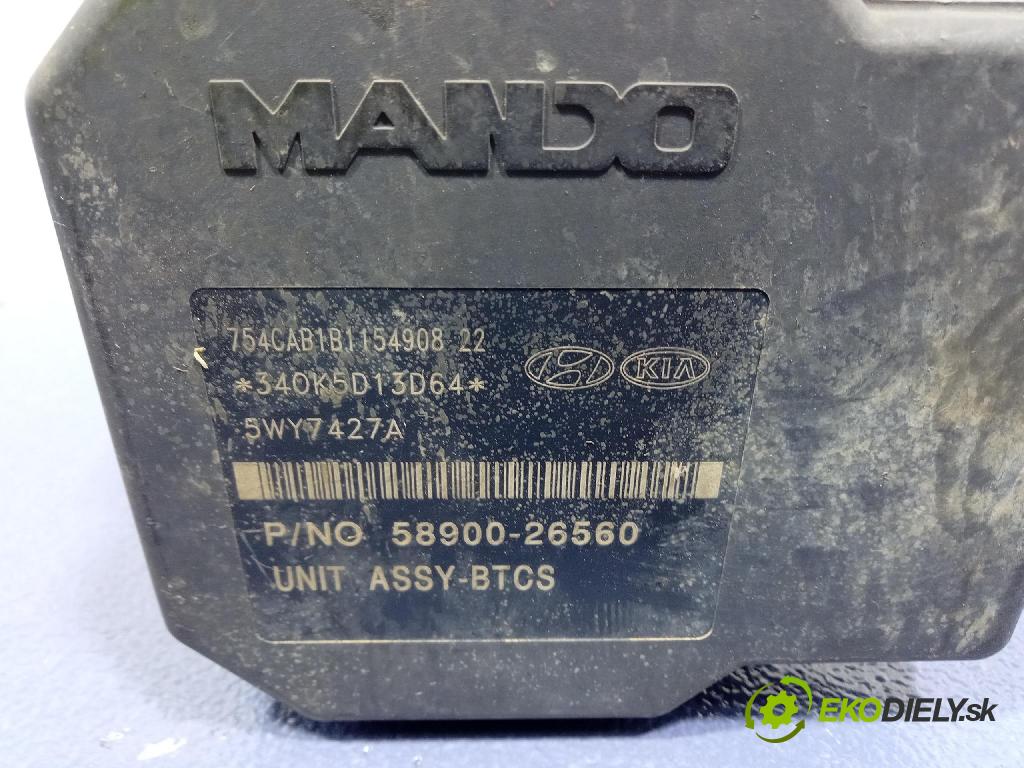 MANDO
754CAB1B1154908 22
*340K5D13D64*
KIA
5WY7427A
P/NO 58900-26560
UNIT ASSY-BTCS
EKODIELY.sk